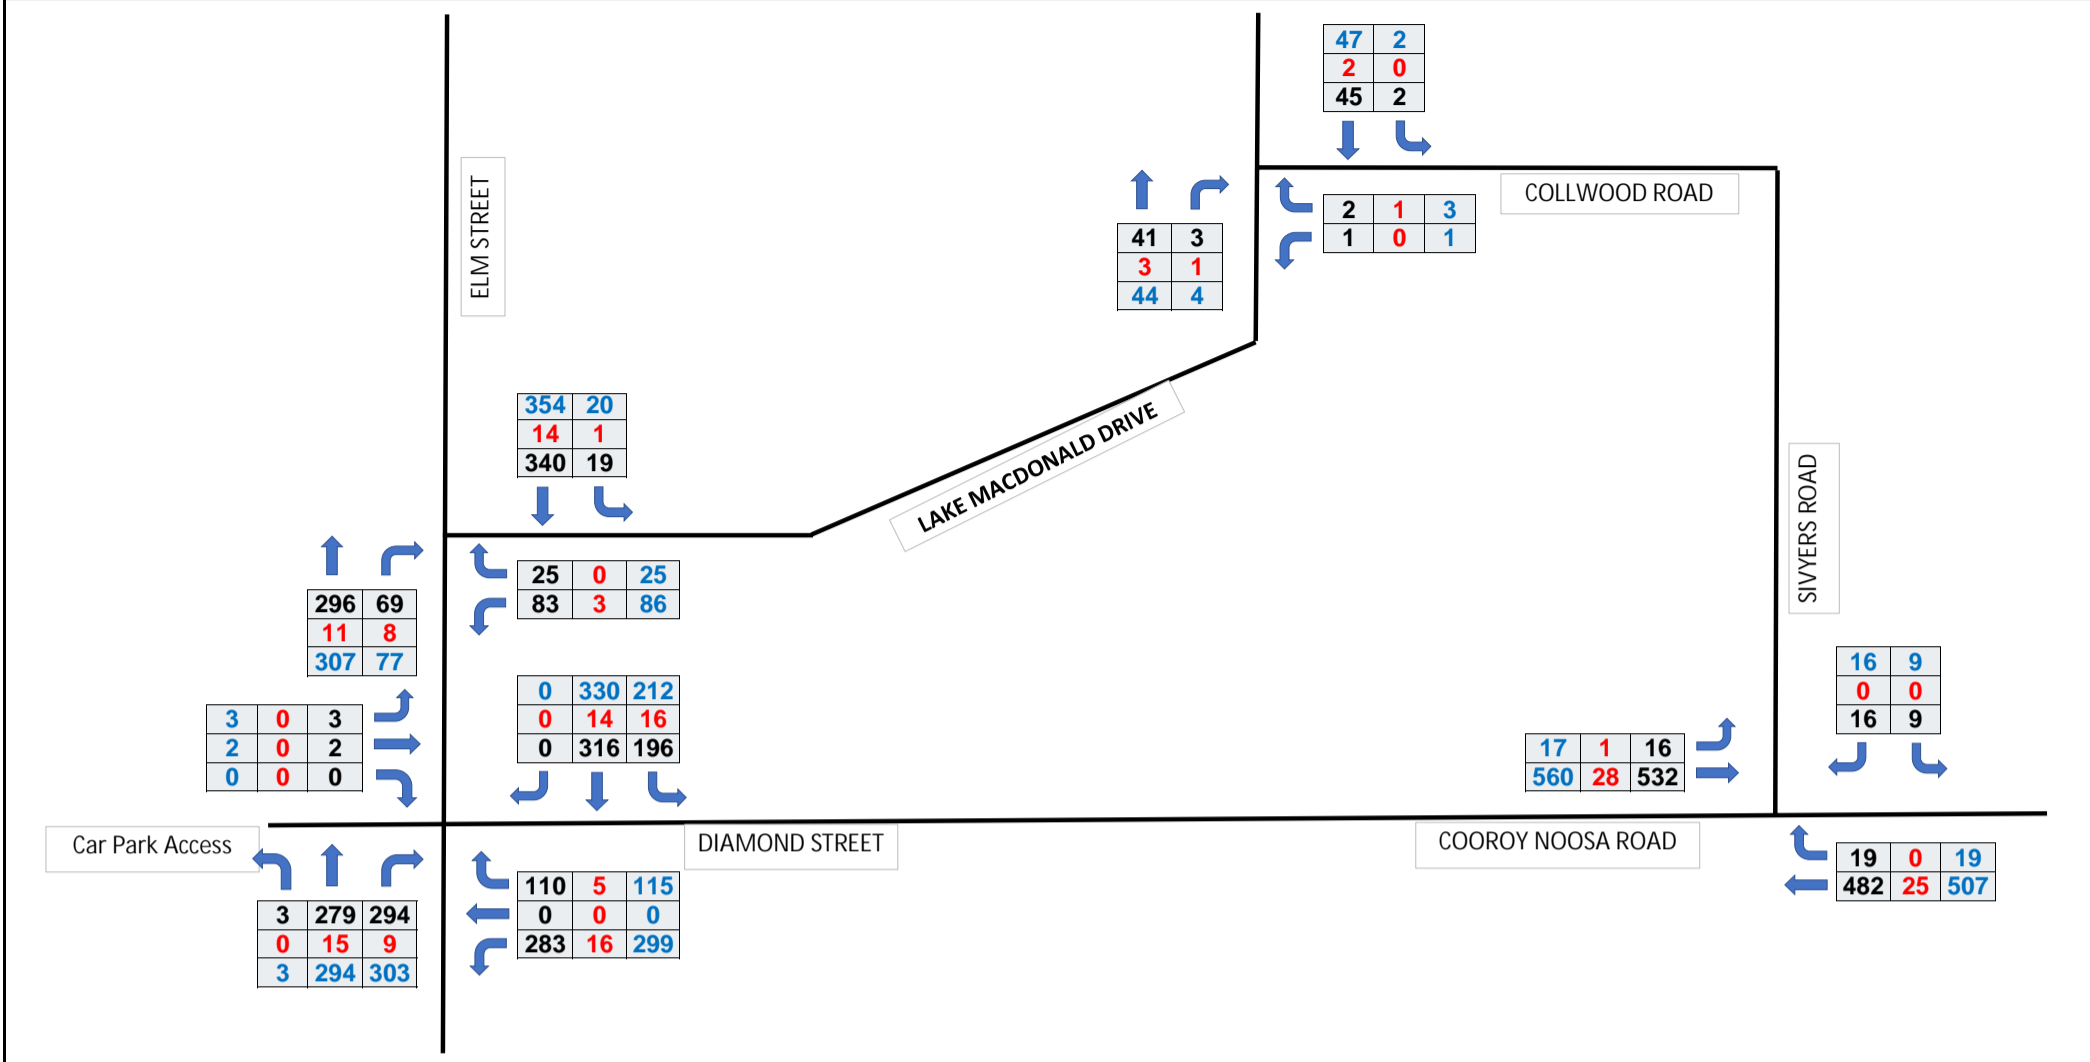 47 2
2 0
45 2
COLLWOOD ROAD
2 1 3
1 0 1
41 3
3 1
44 4
ELM STREET
LAKE MACDONALD DRIVE
354 20
14 1
340 19
25 0 25
83 3 86
296 69
11 8
307 77
SIVYERS ROAD
16 9
0 0
16 9
0 330 212
0 14 16
0 316 196
3 0 3
2 0 2
0 0 0
17 1 16
560 28 532
Car Park Access
DIAMOND STREET
COOROY NOOSA ROAD
19 0 19
482 25 507
110 5 115
0 0 0
283 16 299
3 279 294
0 15 9
3 294 303